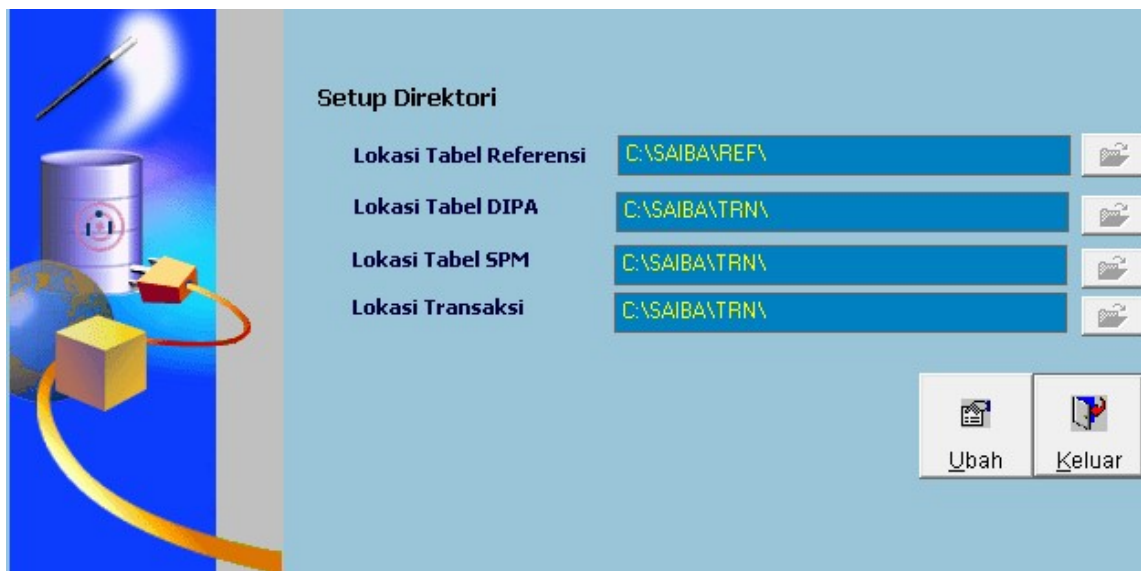 Setup Direktori
Lokasi Tabel Referensi C:\SAIBA\REF\
Lokasi Tabel DIPA C:\SAIBA\TRN\
Lokasi Tabel SPM C:\SAIBA\TRN\
Lokasi Transaksi C:\SAIBA\TRN\
Ubah Keluar